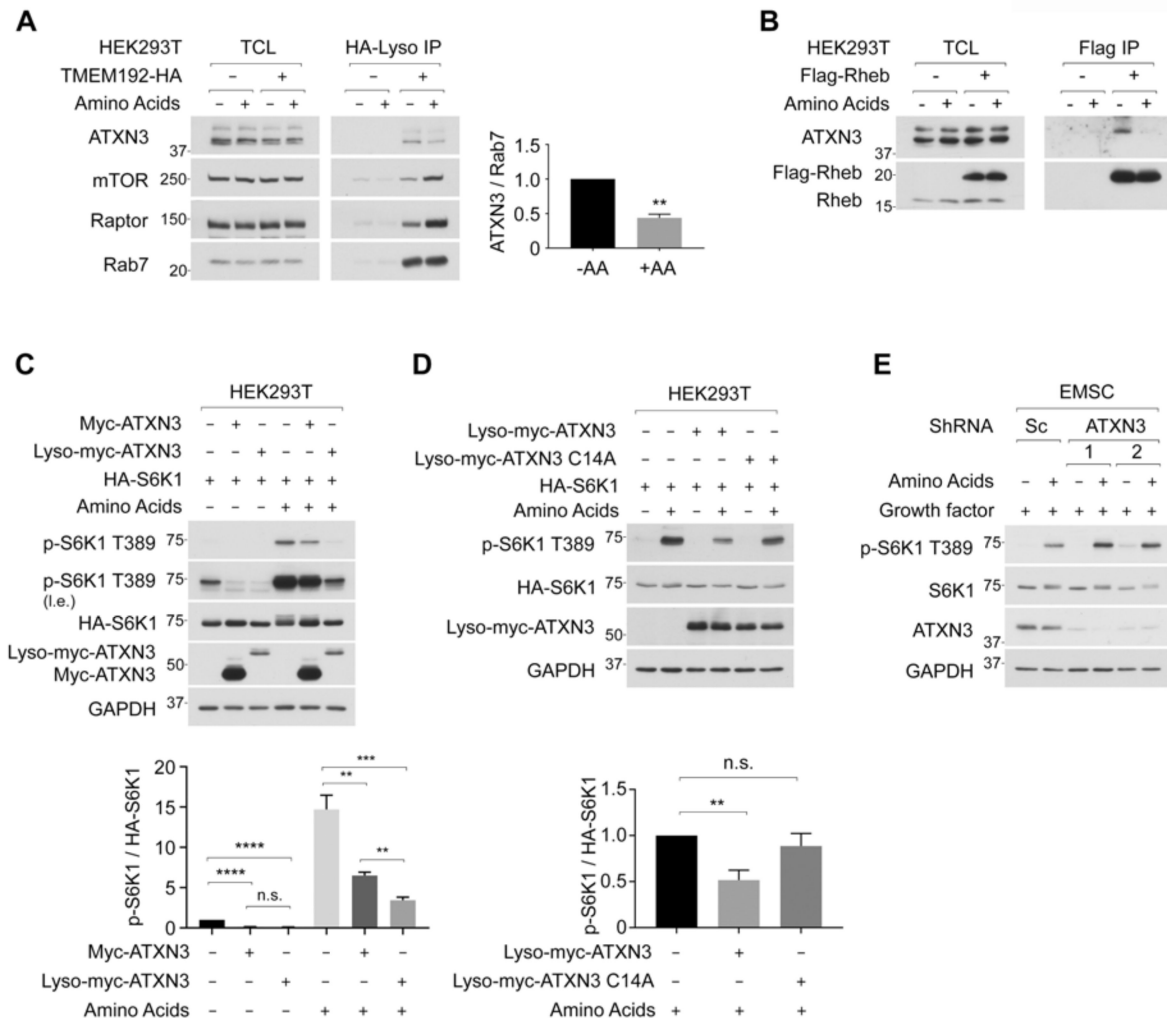 A
HEK293T TCL HA-Lyso IP
TMEM192-HA – + – +
Amino Acids – + – + – + – +
ATXN3
37
mTOR 250
Raptor 150
Rab7
20
ATXN3 / Rab7
1.5
1.0
0.5
0
**
-AA +AA
B
HEK293T TCL Flag IP
Flag-Rheb – + – +
Amino Acids - + - + - + - +
ATXN3
37
Flag-Rheb 20
Rheb 15
C
HEK293T
Myc-ATXN3 – + – – + –
Lyso-myc-ATXN3 – – + – – +
HA-S6K1 + + + + + +
Amino Acids – – – + + +
p-S6K1 T389 75
p-S6K1 T389 75
(l.e.)
HA-S6K1 75
Lyso-myc-ATXN3
50
Myc-ATXN3
GAPDH 37
p-S6K1 / HA-S6K1
20
15
10
5
0
****
****
n.s.
***
**
**
Myc-ATXN3 – + – – + –
Lyso-myc-ATXN3 – – + – – +
Amino Acids – – – + + +
D
HEK293T
Lyso-myc-ATXN3 – – + + – –
Lyso-myc-ATXN3 C14A – – – – + +
HA-S6K1 + + + + + +
Amino Acids – + – + – +
p-S6K1 T389 75
HA-S6K1 75
Lyso-myc-ATXN3
50
GAPDH 37
p-S6K1 / HA-S6K1
1.5
1.0
0.5
0
n.s.
**
Lyso-myc-ATXN3 – + –
Lyso-myc-ATXN3 C14A – – +
Amino Acids + + +
E
EMSC
ShRNA Sc ATXN3
1 2
Amino Acids – + – + – +
Growth factor + + + + + +
p-S6K1 T389 75
S6K1 75
ATXN3
37
GAPDH 37